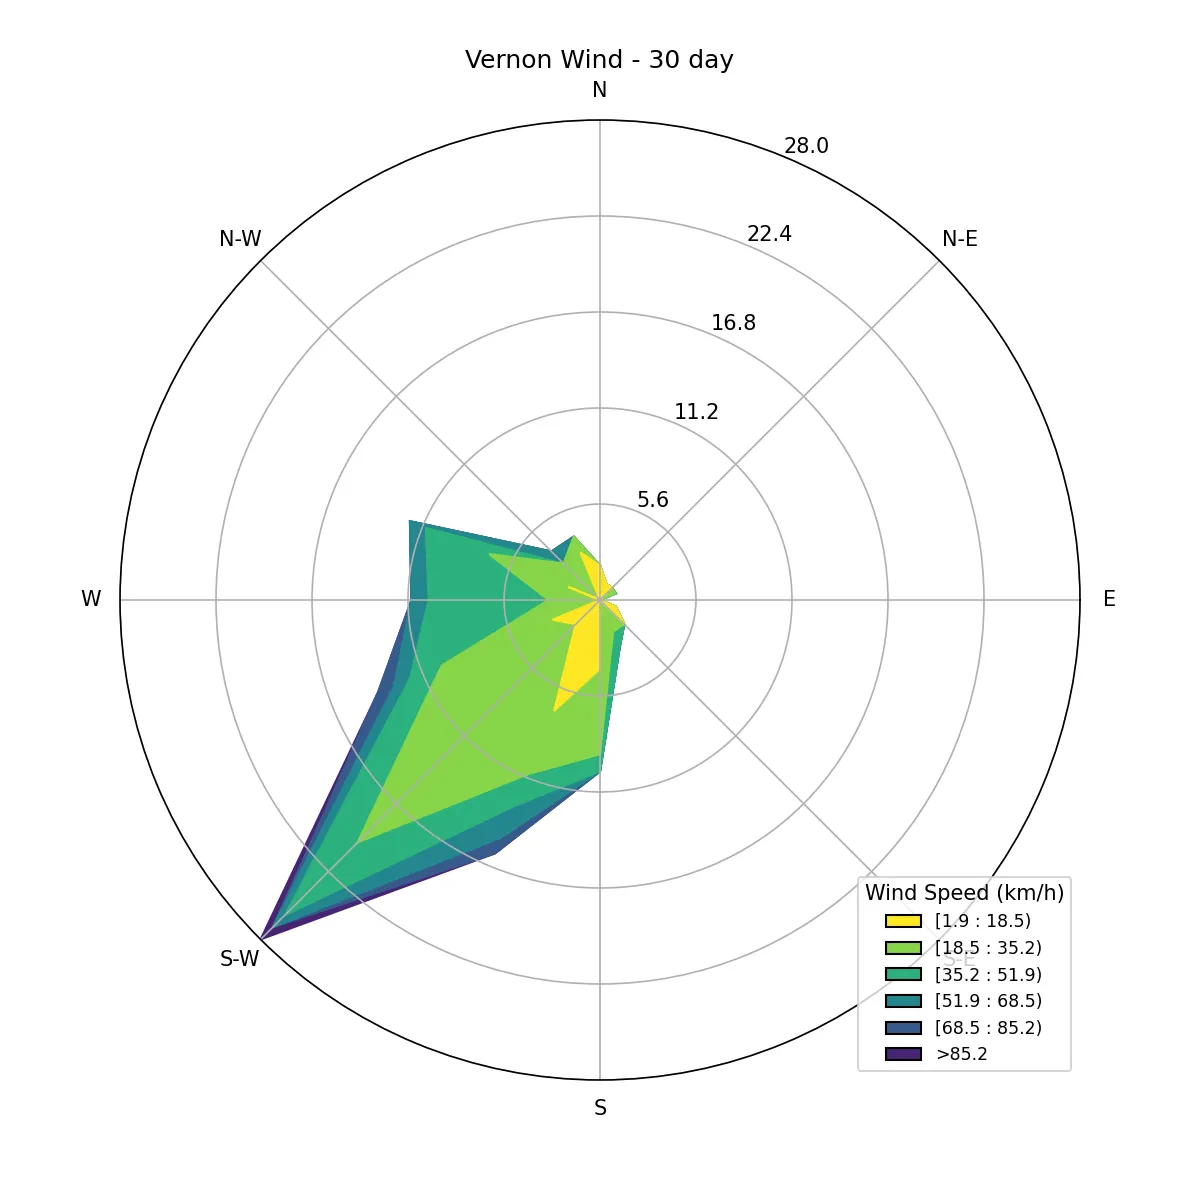 Vernon Wind - 30 day
N
28.0
N-W
22.4
N-E
16.8
11.2
5.6
W
E
Wind Speed (km/h)
[1.9 : 18.5)
[18.5 : 35.2)
S-W
S-E
[35.2 : 51.9)
[51.9 : 68.5)
[68.5 : 85.2)
>85.2
S